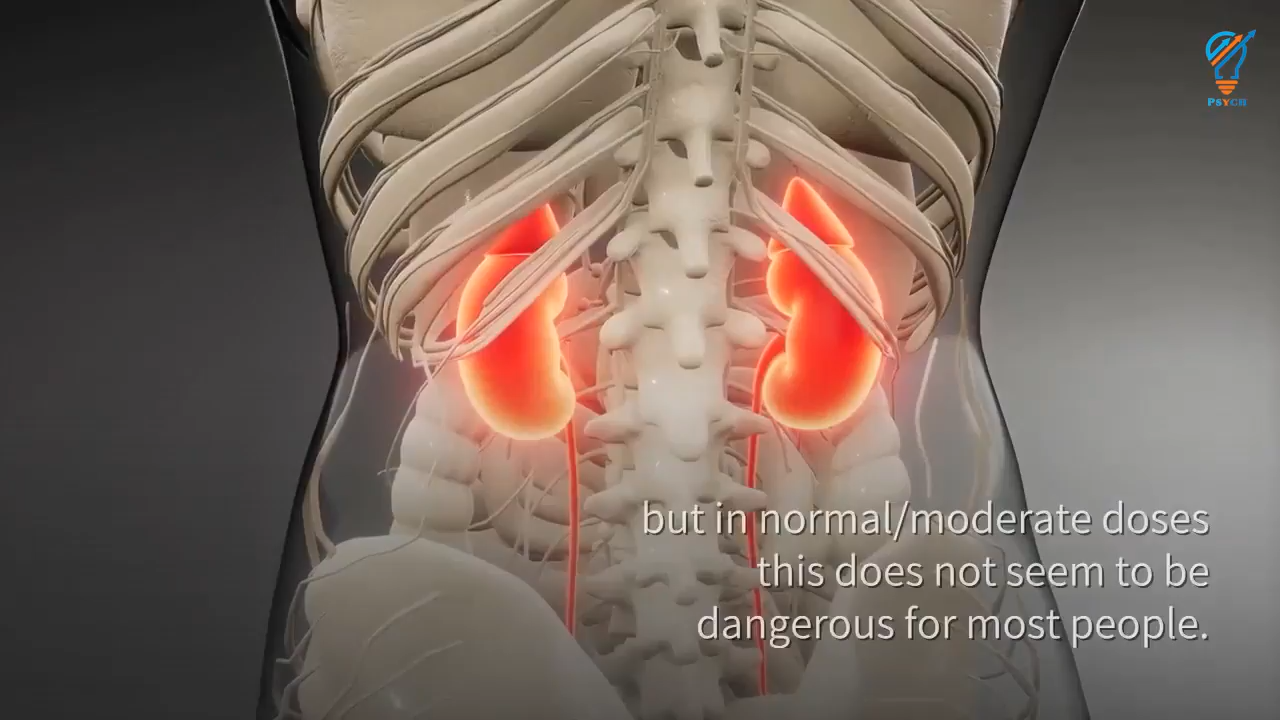 PSYCH
but in normal/moderate doses
this does not seem to be
dangerous for most people.